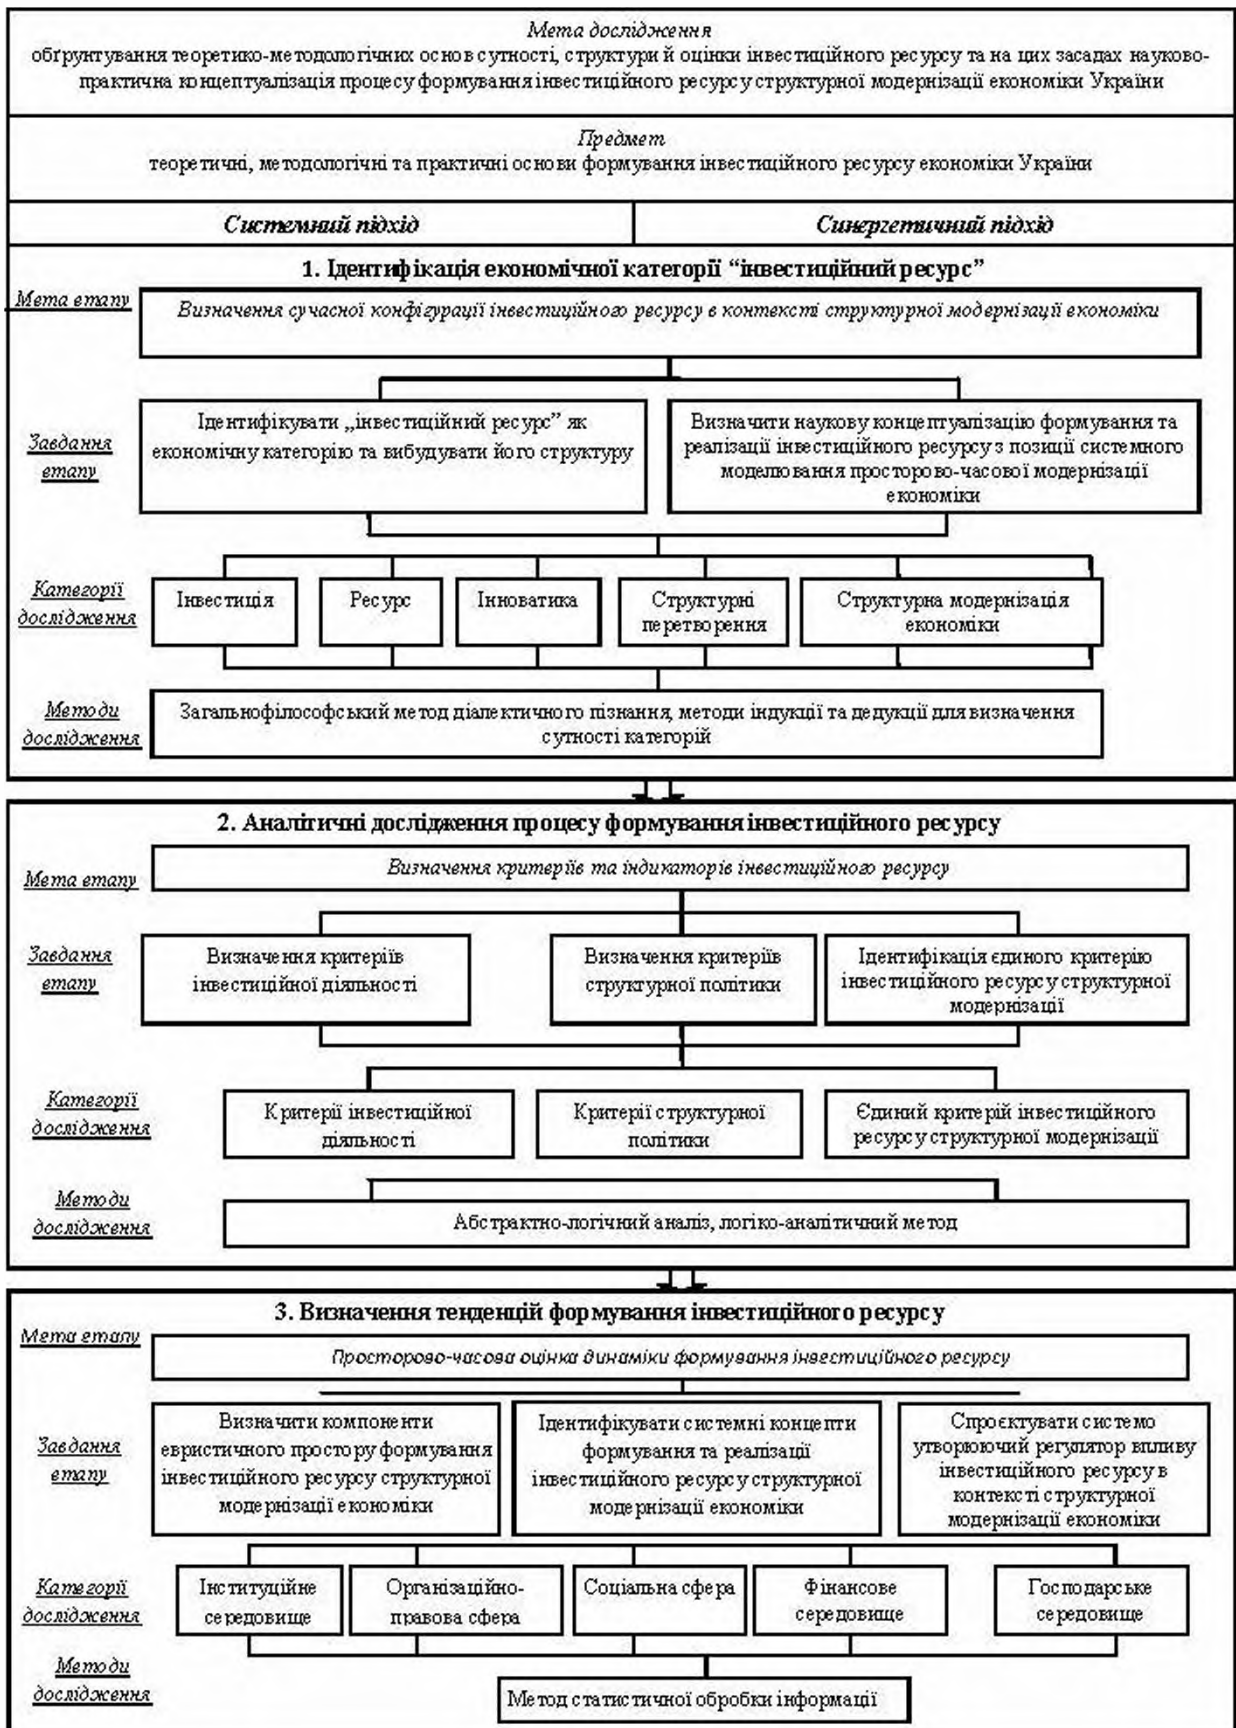 Мета дослідження
обґрунтування теоретико-методологічних основ сутності, структури й оцінки інвестиційного ресурсу та на цих засадах науково-
практична концептуалізація процесу формування інвестиційного ресурсу структурної модернізації економіки України
Предмет
теоретичні, методологічні та практичні основи формування інвестиційного ресурсу економіки України
Системний підхід
Синергетичний підхід
1. Ідентифікація економічної категорії “інвестиційний ресурс”
Мета етапу
Визначення сучасної конфігурації інвестиційного ресурсу в контексті структурної модернізації економіки
Завдання
етапу
Ідентифікувати „інвестиційний ресурс” як
економічну категорію та вибудувати його структуру
Визначити наукову концептуалізацію формування та
реалізації інвестиційного ресурсу з позиції системного
моделювання просторово-часової модернізації
економіки
Категорії
дослідження
Інвестиція
Ресурс
Інноватика
Структурні
перетворення
Структурна модернізація
економіки
Методи
дослідження
Загальнофілософський метод діалектичного пізнання, методи індукції та дедукції для визначення
сутності категорій
2. Аналітичні дослідження процесу формування інвестиційного ресурсу
Мета етапу
Визначення критеріїв та індикаторів інвестиційного ресурсу
Завдання
етапу
Визначення критеріїв
інвестиційної діяльності
Визначення критеріїв
структурної політики
Ідентифікація єдиного критерію
інвестиційного ресурсу структурної
модернізації
Категорії
дослідження
Критерії інвестиційної
діяльності
Критерії структурної
політики
Єдиний критерій інвестиційного
ресурсу структурної модернізації
Методи
дослідження
Абстрактно-логічний аналіз, логіко-аналітичний метод
3. Визначення тенденцій формування інвестиційного ресурсу
Мета етапу
Просторово-часова оцінка динаміки формування інвестиційного ресурсу
Завдання
етапу
Визначити компоненти
евристичного простору формування
інвестиційного ресурсу структурної
модернізації економіки
Ідентифікувати системні концепти
формування та реалізації
інвестиційного ресурсу структурної
модернізації економіки
Спроєктувати системо
утворюючий регулятор впливу
інвестиційного ресурсу в
контексті структурної
модернізації економіки
Категорії
дослідження
Інституційне
середовище
Організаційно-
правова сфера
Соціальна сфера
Фінансове
середовище
Господарське
середовище
Методи
дослідження
Метод статистичної обробки інформації